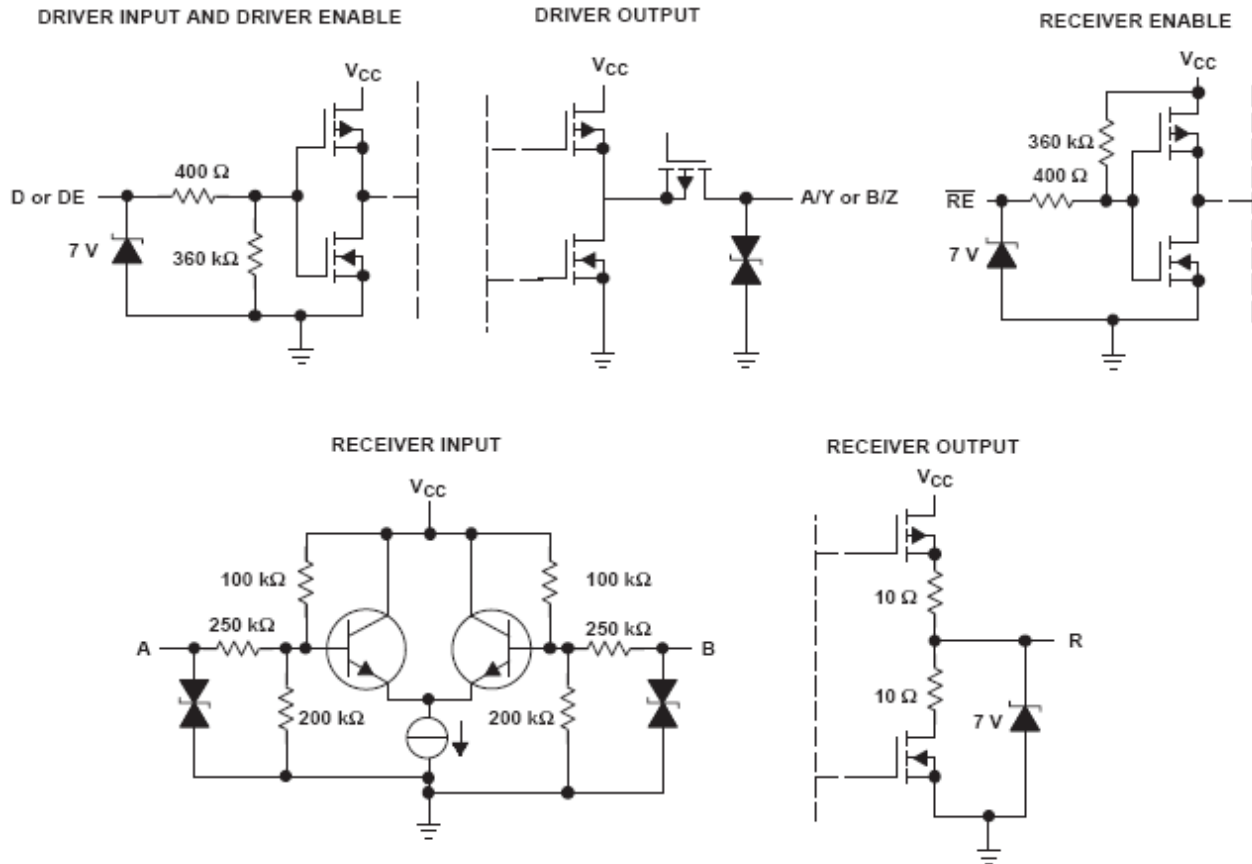 DRIVER INPUT AND DRIVER ENABLE
VCC
400 Ω
D or DE
7 V
360 kΩ
DRIVER OUTPUT
VCC
A/Y or B/Z
RECEIVER ENABLE
VCC
360 kΩ
400 Ω
RE
7 V
RECEIVER INPUT
VCC
100 kΩ
100 kΩ
250 kΩ
250 kΩ
A
B
200 kΩ
200 kΩ
RECEIVER OUTPUT
VCC
10 Ω
R
10 Ω
7 V